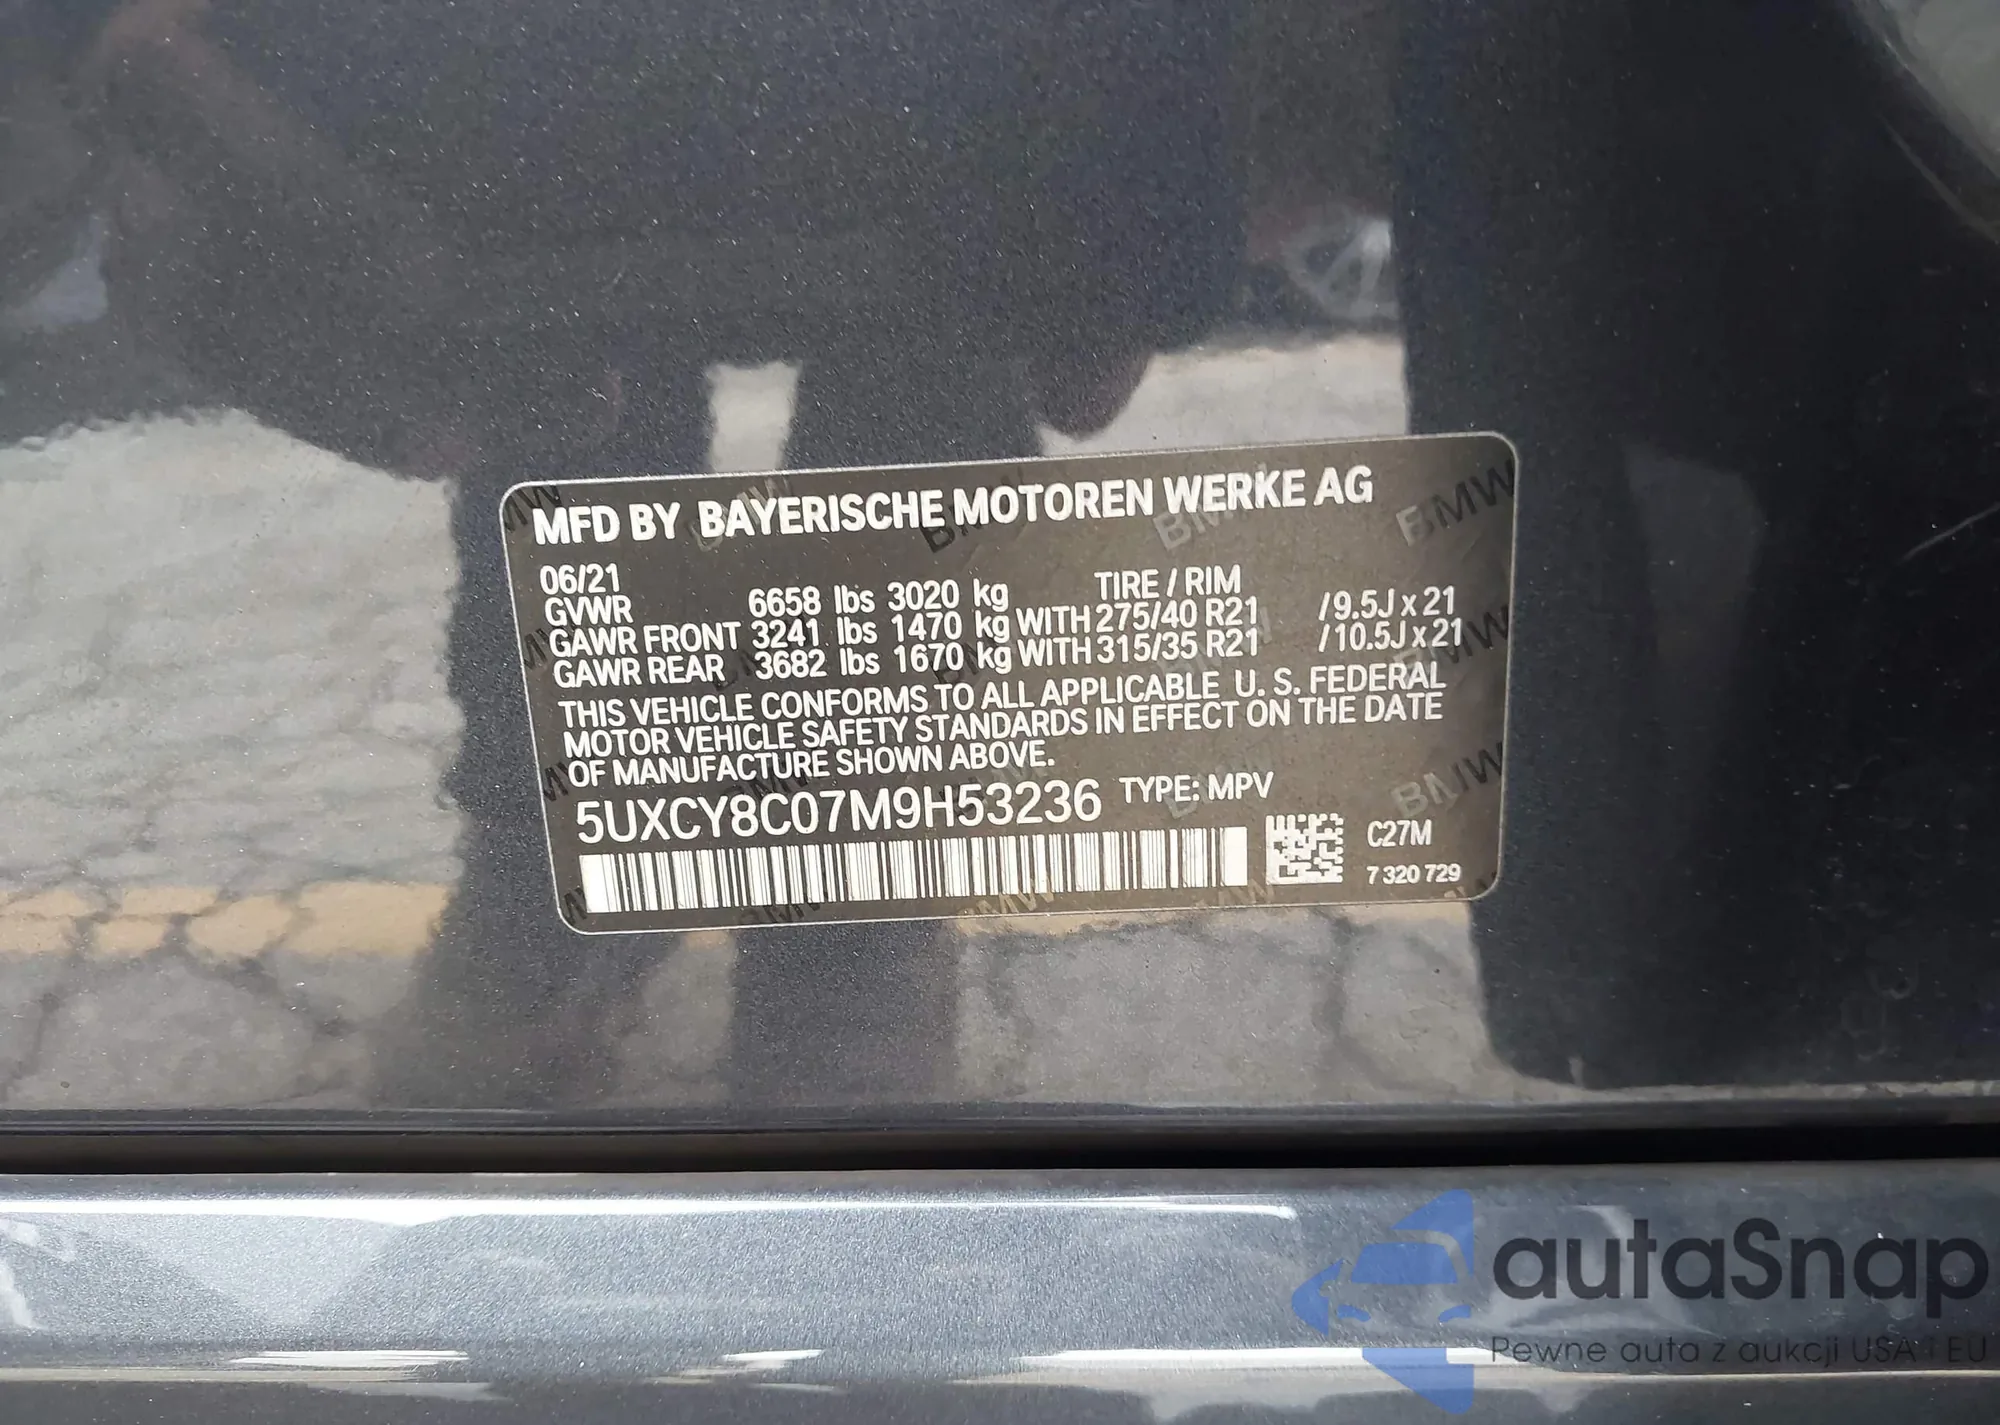 MFD BY BAYERISCHE MOTOREN WERKE AG
06/21 TIRE / RIM
GVWR 6658 lbs 3020 kg
GAWR FRONT 3241 lbs 1470 kg WITH 275/40 R21 /9.5J x 21
GAWR REAR 3682 lbs 1670 kg WITH 315/35 R21 /10.5J x 21
THIS VEHICLE CONFORMS TO ALL APPLICABLE U. S. FEDERAL
MOTOR VEHICLE SAFETY STANDARDS IN EFFECT ON THE DATE
OF MANUFACTURE SHOWN ABOVE.
5UXCY8C07M9H53236 TYPE: MPV
C27M
7 320 729
autaSnap
Pewne auta z aukcji USA i EU